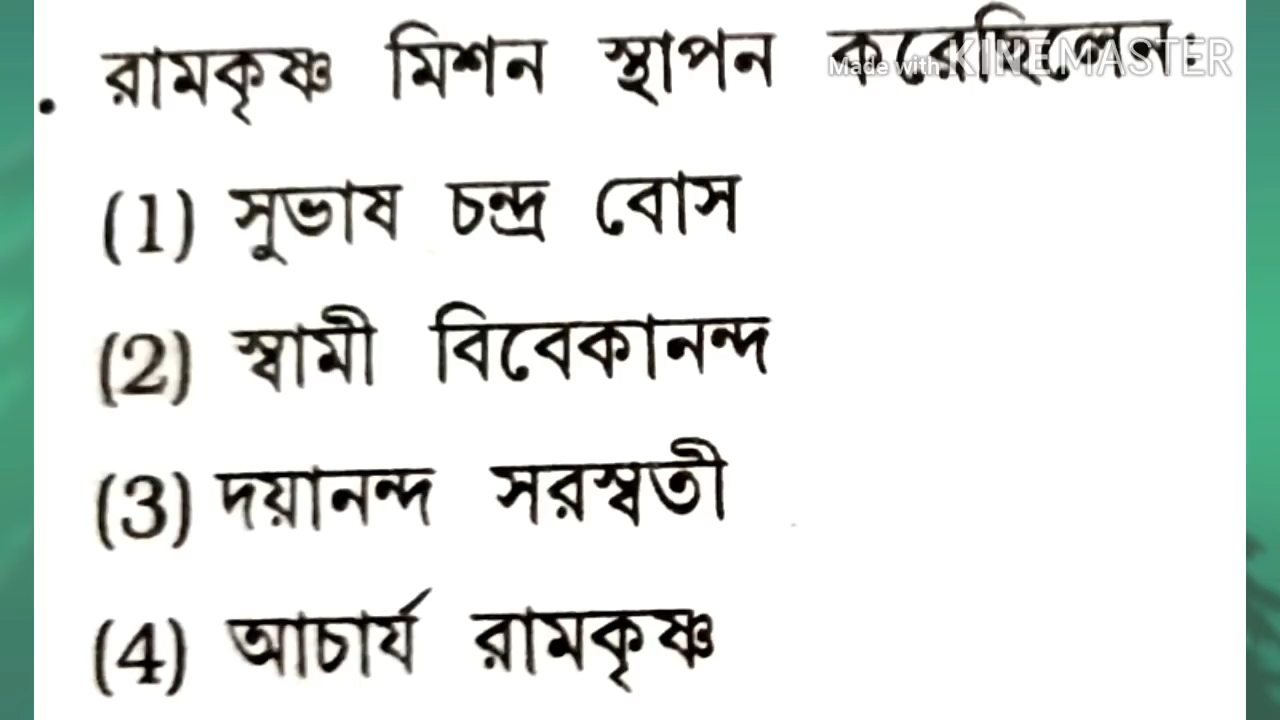 . রামকৃষ্ণ মিশন স্থাপন করেছিলেন:
Made with KINEMASTER
(1) সুভাষ চন্দ্র বোস
(2) স্বামী বিবেকানন্দ
(3) দয়ানন্দ সরস্বতী
(4) আচার্য রামকৃষ্ণ